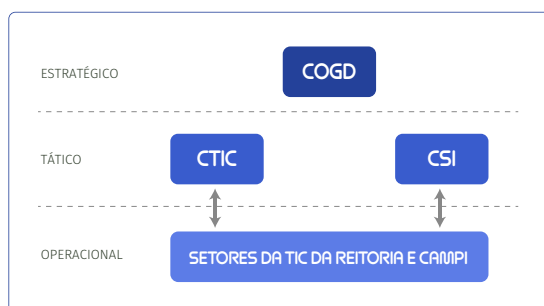 ESTRATÉGICO
COGD
TÁTICO
CTIC
CSI
OPERACIONAL
SETORES DA TIC DA REITORIA E CAMPI